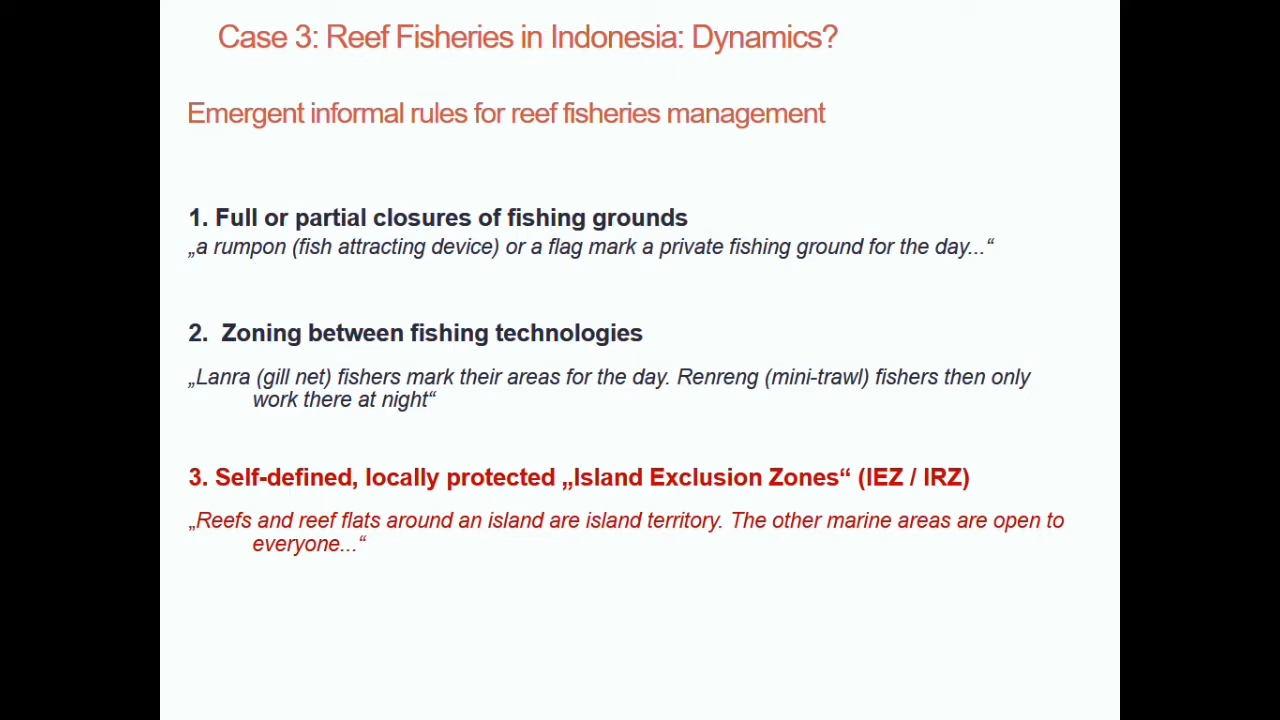 Case 3: Reef Fisheries in Indonesia: Dynamics?
Emergent informal rules for reef fisheries management
1. Full or partial closures of fishing grounds
„a rumpon (fish attracting device) or a flag mark a private fishing ground for the day...“
2.  Zoning between fishing technologies
„Lanra (gill net) fishers mark their areas for the day. Renreng (mini-trawl) fishers then only
work there at night“
3. Self-defined, locally protected „Island Exclusion Zones“ (IEZ / IRZ)
„Reefs and reef flats around an island are island territory. The other marine areas are open to
everyone...“